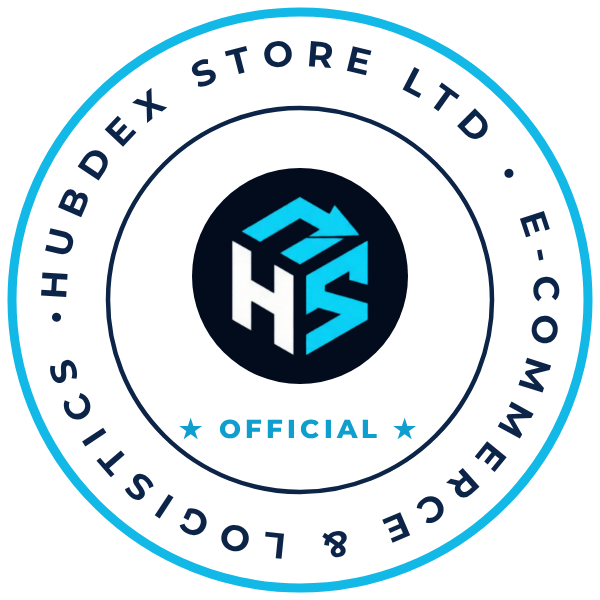 HUBDEX STORE LTD • E-COMMERCE & LOGISTICS •
HS
★ OFFICIAL ★